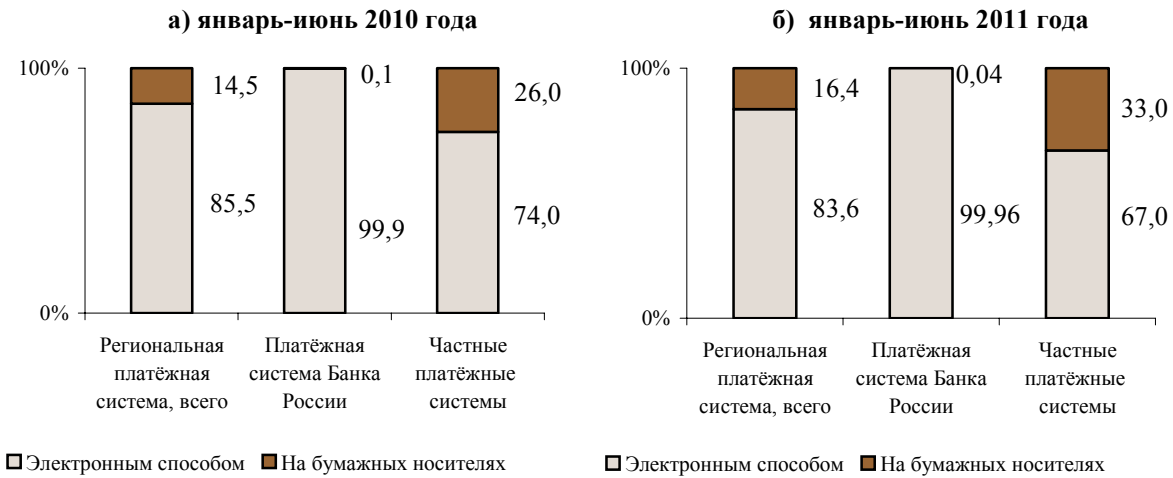 а) январь-июнь 2010 года
100%
14,5
0,1
26,0
85,5
99,9
74,0
0%
Региональная
платёжная
система, всего
Платёжная
система Банка
России
Частные
платёжные
системы
Электронным способом
На бумажных носителях
б) январь-июнь 2011 года
100%
16,4
0,04
33,0
83,6
99,96
67,0
0%
Региональная
платёжная
система, всего
Платёжная
система Банка
России
Частные
платёжные
системы
Электронным способом
На бумажных носителях